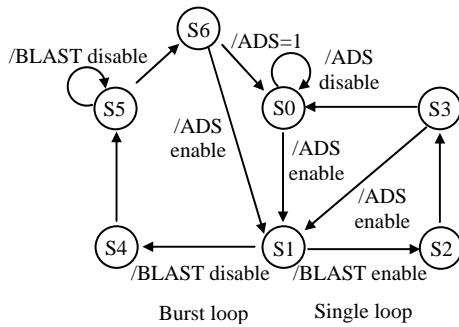 S6
/BLAST disable
/ADS=1
/ADS
disable
S5
S0
S3
/ADS
enable
/ADS
enable
/ADS
enable
S4
S1
S2
/BLAST disable
/BLAST enable
Burst loop
Single loop